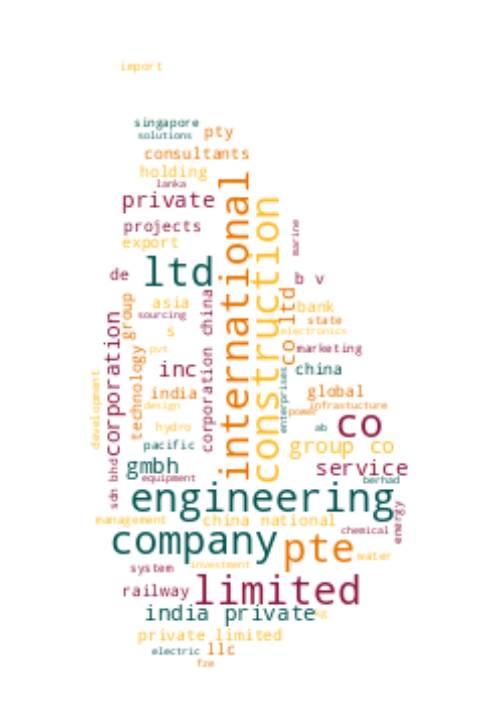 import
singapore
solutions
pty
consultants
holding
lanka
private
international
construction
projects
export
marine
de
ltd
b v
asia
group
sourcing
corporation china
co ltd
bank
state
s
electronics
corporation
technology
pvt
inc
marketing
china
development
india
design
enterprises
global
infrastucture
power
hydro
ab
co
pacific
group co
gmbh
service
sdn bhd
equipment
berhad
engineering
management
china national
energy
chemical
company
pte
water
system
investment
railway
limited
india private
private limited
electric
llc
fze